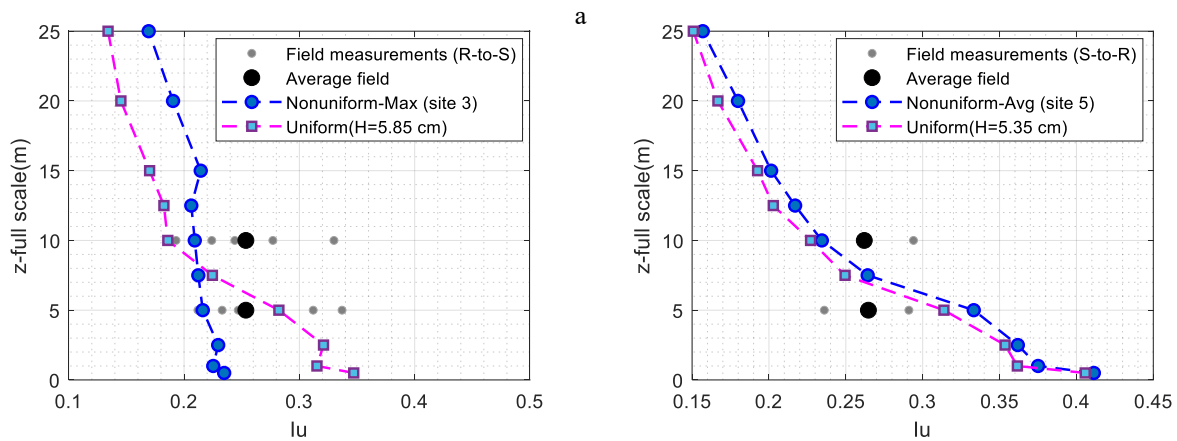 a
25
20
15
10
5
0
z-full scale(m)
0.1 0.2 0.3 0.4 0.5
Iu
Field measurements (R-to-S)
Average field
Nonuniform-Max (site 3)
Uniform(H=5.85 cm)
25
20
15
10
5
0
z-full scale(m)
0.15 0.2 0.25 0.3 0.35 0.4 0.45
Iu
Field measurements (S-to-R)
Average field
Nonuniform-Avg (site 5)
Uniform(H=5.35 cm)